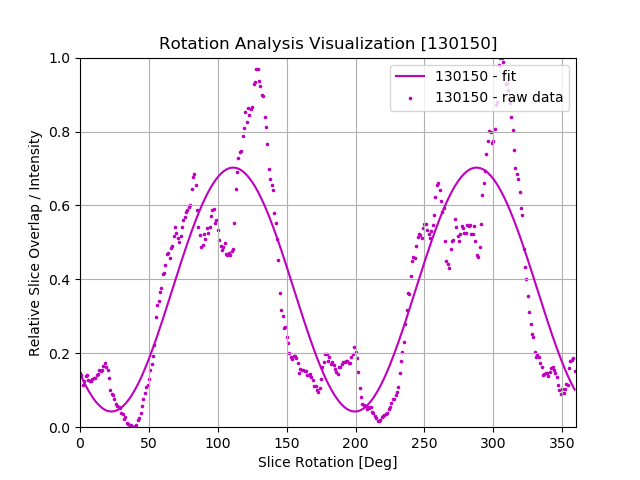 Rotation Analysis Visualization [130150]
130150 - fit
130150 - raw data
Relative Slice Overlap / Intensity
1.0
0.8
0.6
0.4
0.2
0.0
0 50 100 150 200 250 300 350
Slice Rotation [Deg]